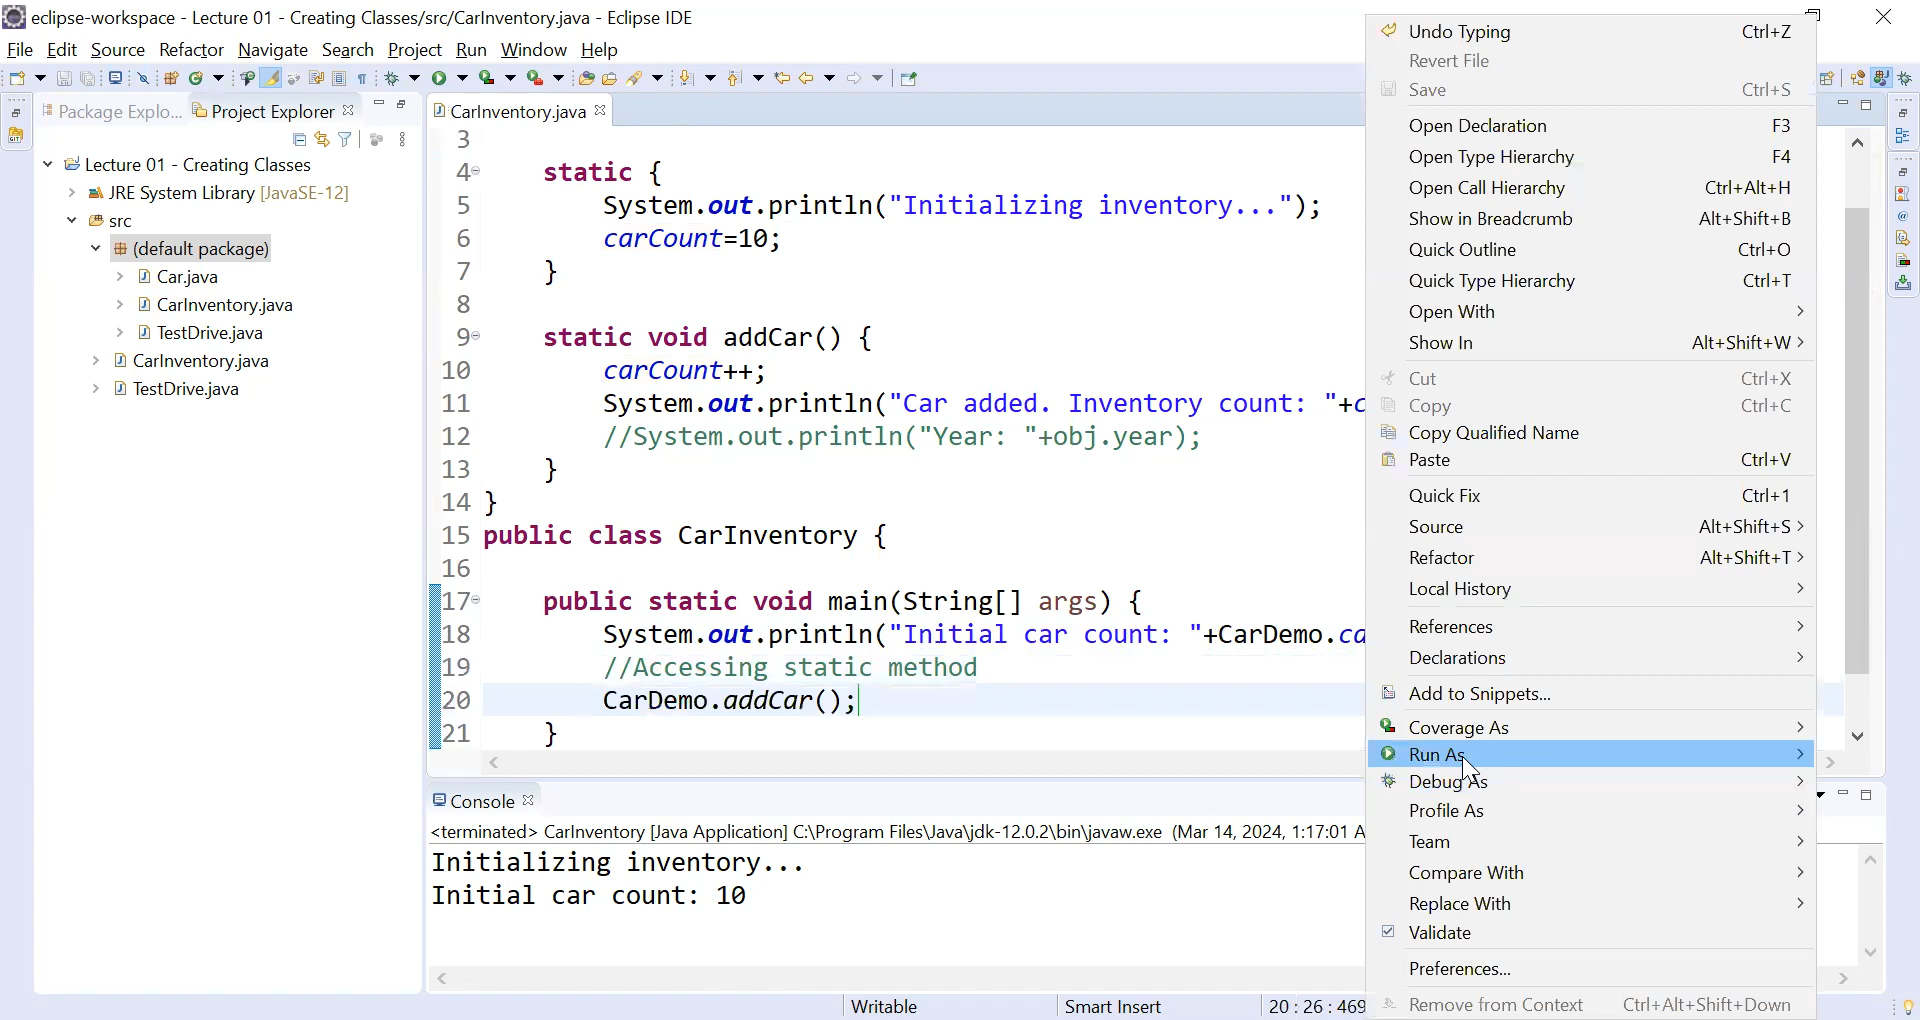 eclipse-workspace - Lecture 01 - Creating Classes/src/CarInventory.java - Eclipse IDE
File Edit Source Refactor Navigate Search Project Run Window Help
Package Explo... Project Explorer
Lecture 01 - Creating Classes
JRE System Library [JavaSE-12]
src
(default package)
Car.java
CarInventory.java
TestDrive.java
CarInventory.java
TestDrive.java
CarInventory.java
3
4 static {
5 System.out.println("Initializing inventory...");
6 carCount=10;
7 }
8
9 static void addCar() {
10 carCount++;
11 System.out.println("Car added. Inventory count: "+c
12 //System.out.println("Year: "+obj.year);
13 }
14 }
15 public class CarInventory {
16
17 public static void main(String[] args) {
18 System.out.println("Initial car count: "+CarDemo.ca
19 //Accessing static method
20 CarDemo.addCar();
21 }
Console
<terminated> CarInventory [Java Application] C:\Program Files\Java\jdk-12.0.2\bin\javaw.exe (Mar 14, 2024, 1:17:01 A
Initializing inventory...
Initial car count: 10
Writable Smart Insert 20 : 26 : 469
Undo Typing Ctrl+Z
Revert File
Save Ctrl+S
Open Declaration F3
Open Type Hierarchy F4
Open Call Hierarchy Ctrl+Alt+H
Show in Breadcrumb Alt+Shift+B
Quick Outline Ctrl+O
Quick Type Hierarchy Ctrl+T
Open With
Show In Alt+Shift+W
Cut Ctrl+X
Copy Ctrl+C
Copy Qualified Name
Paste Ctrl+V
Quick Fix Ctrl+1
Source Alt+Shift+S
Refactor Alt+Shift+T
Local History
References
Declarations
Add to Snippets...
Coverage As
Run As
Debug As
Profile As
Team
Compare With
Replace With
Validate
Preferences...
Remove from Context Ctrl+Alt+Shift+Down